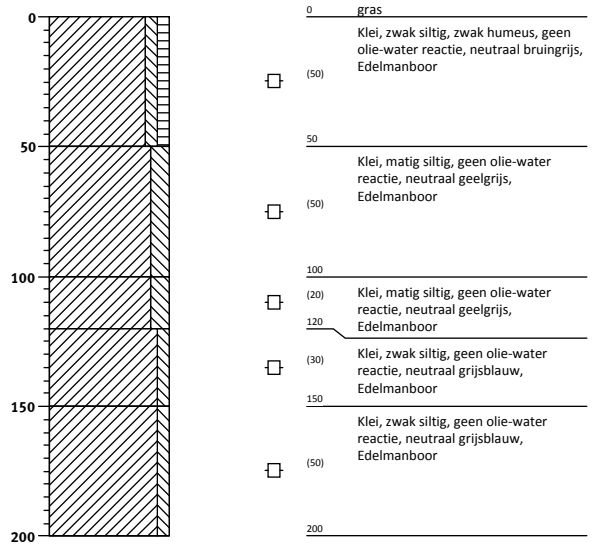 0
50
100
150
200
0 gras
Klei, zwak siltig, zwak humeus, geen
olie-water reactie, neutraal bruingrijs,
Edelmanboor
(50)
50
Klei, matig siltig, geen olie-water
reactie, neutraal geelgrijs,
Edelmanboor
(50)
100
Klei, matig siltig, geen olie-water
(20)
reactie, neutraal geelgrijs,
Edelmanboor
120
Klei, zwak siltig, geen olie-water
(30)
reactie, neutraal grijsblauw,
Edelmanboor
150
Klei, zwak siltig, geen olie-water
reactie, neutraal grijsblauw,
Edelmanboor
(50)
200